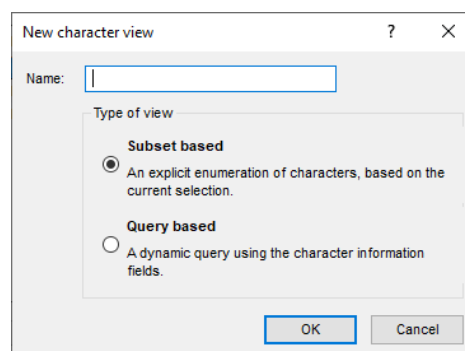 New character view
?
Name:
Type of view
Subset based
An explicit enumeration of characters, based on the
current selection.
Query based
A dynamic query using the character information
fields.
OK
Cancel